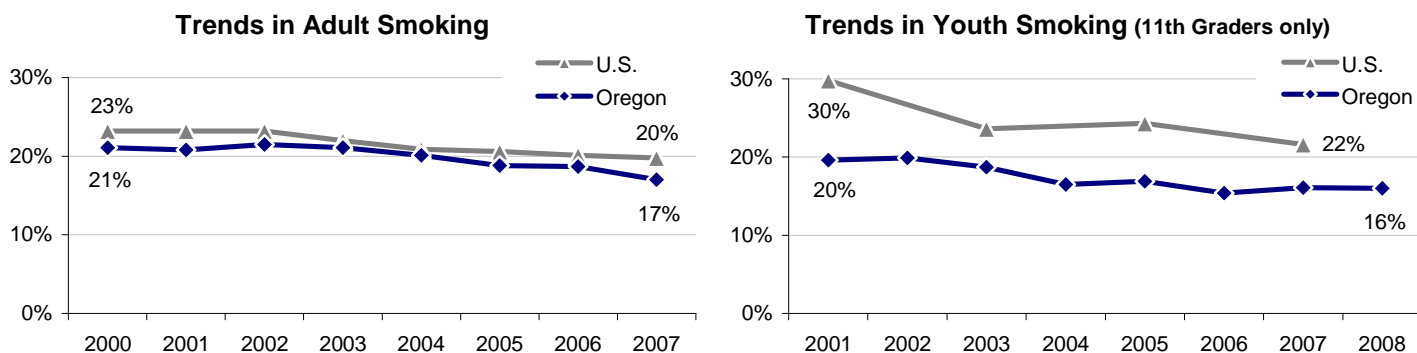 Trends in Adult Smoking
U.S.
Oregon
30%
20%
10%
0%
23%
21%
20%
17%
2000 2001 2002 2003 2004 2005 2006 2007
Trends in Youth Smoking (11th Graders only)
U.S.
Oregon
30%
20%
10%
0%
30%
20%
22%
16%
2001 2002 2003 2004 2005 2006 2007 2008